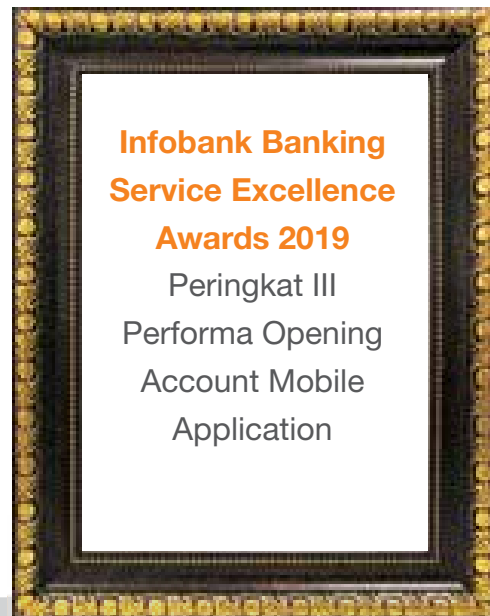 Infobank Banking
Service Excellence
Awards 2019
Peringkat III
Performa Opening
Account Mobile
Application